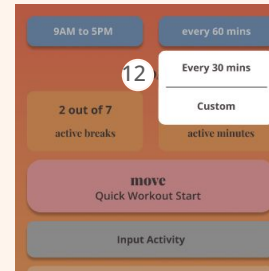 9AM to 5PM
every 60 mins
12
Every 30 mins
Custom
2 out of 7
active breaks
active minutes
move
Quick Workout Start
Input Activity